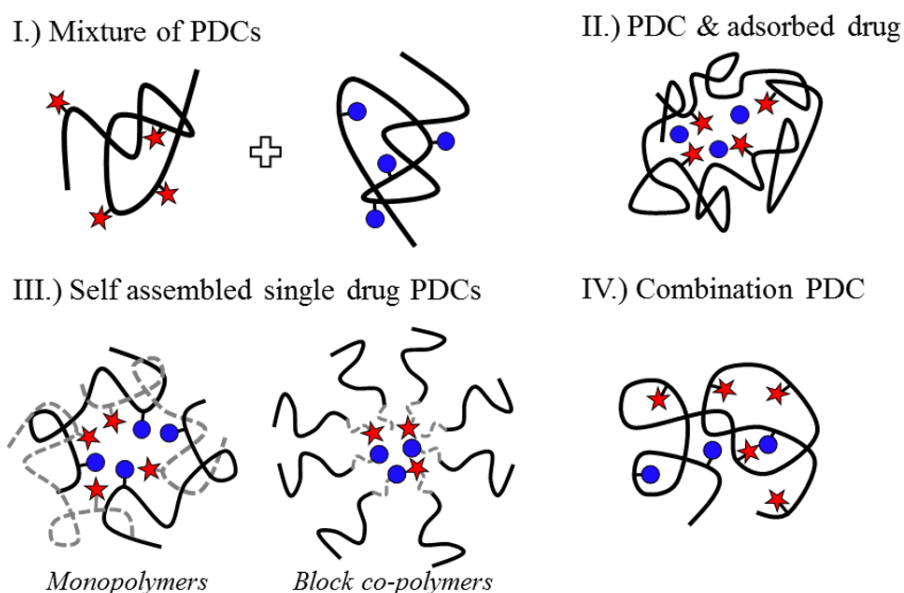 I.) Mixture of PDCs
II.) PDC & adsorbed drug
III.) Self assembled single drug PDCs
IV.) Combination PDC
Monopolymers
Block co-polymers